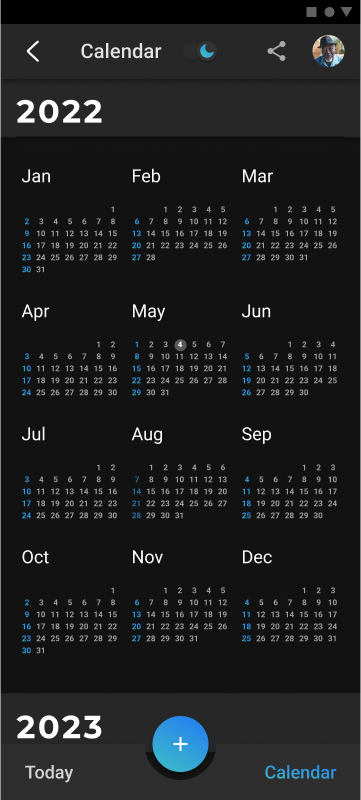 Calendar
2022
Jan
1
2 3 4 5 6 7 8
9 10 11 12 13 14 15
16 17 18 19 20 21 22
23 24 25 26 27 28 29
30 31
Feb
1 2 3 4 5
6 7 8 9 10 11 12
13 14 15 16 17 18 19
20 21 22 23 24 25 26
27 28
Mar
1 2 3 4 5
6 7 8 9 10 11 12
13 14 15 16 17 18 19
20 21 22 23 24 25 26
27 28 29 30 31
Apr
1 2
3 4 5 6 7 8 9
10 11 12 13 14 15 16
17 18 19 20 21 22 23
24 25 26 27 28 29 30
May
1 2 3 4 5 6 7
8 9 10 11 12 13 14
15 16 17 18 19 20 21
22 23 24 25 26 27 28
29 30 31
Jun
1 2 3 4
5 6 7 8 9 10 11
12 13 14 15 16 17 18
19 20 21 22 23 24 25
26 27 28 29 30
Jul
1 2
3 4 5 6 7 8 9
10 11 12 13 14 15 16
17 18 19 20 21 22 23
24 25 26 27 28 29 30
Aug
1 2 3 4 5 6
7 8 9 10 11 12 13
14 15 16 17 18 19 20
21 22 23 24 25 26 27
28 29 30 31
Sep
1 2 3
4 5 6 7 8 9 10
11 12 13 14 15 16 17
18 19 20 21 22 23 24
25 26 27 28 29 30
Oct
1
2 3 4 5 6 7 8
9 10 11 12 13 14 15
16 17 18 19 20 21 22
23 24 25 26 27 28 29
30 31
Nov
1 2 3 4 5
6 7 8 9 10 11 12
13 14 15 16 17 18 19
20 21 22 23 24 25 26
27 28 29 30 31
Dec
1 2 3
4 5 6 7 8 9 10
11 12 13 14 15 16 17
18 19 20 21 22 23 24
25 26 27 28 29 30 31
2023
Today
+
Calendar